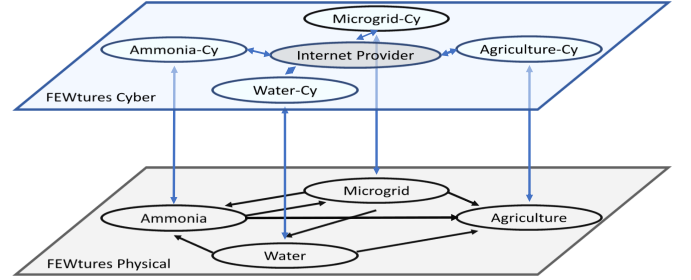 Microgrid-Cy
Ammonia-Cy
Internet Provider
Agriculture-Cy
Water-Cy
FEWtures Cyber
Microgrid
Ammonia
Agriculture
Water
FEWtures Physical